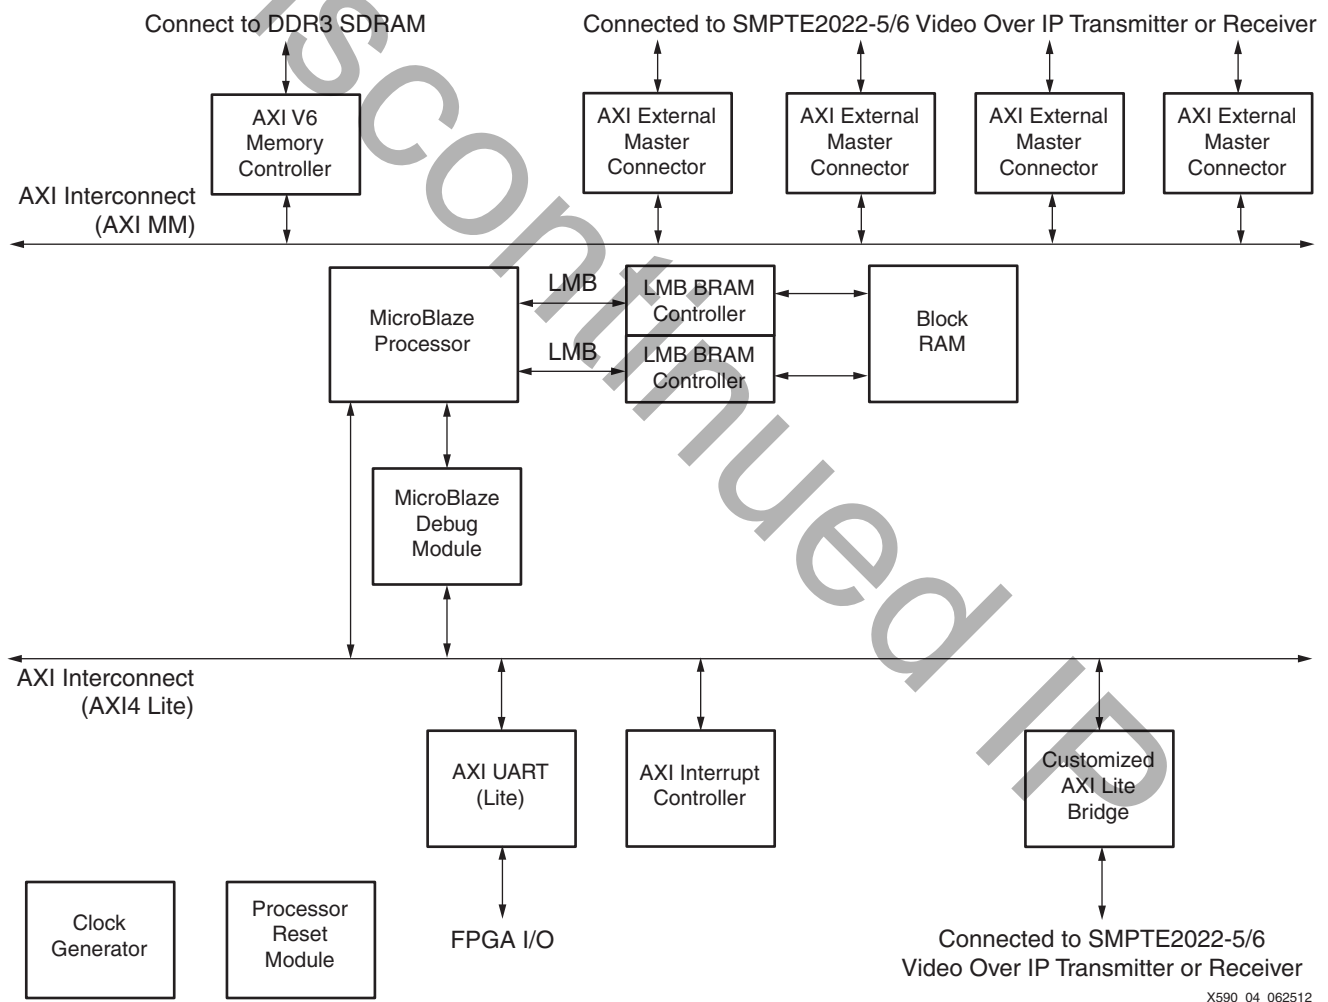 Connect to DDR3 SDRAM
Connected to SMPTE2022-5/6 Video Over IP Transmitter or Receiver
AXI V6
Memory
Controller
AXI External
Master
Connector
AXI External
Master
Connector
AXI External
Master
Connector
AXI External
Master
Connector
AXI Interconnect
(AXI MM)
MicroBlaze
Processor
LMB
LMB
LMB BRAM
Controller
LMB BRAM
Controller
Block
RAM
MicroBlaze
Debug
Module
AXI Interconnect
(AXI4 Lite)
AXI UART
(Lite)
AXI Interrupt
Controller
Customized
AXI Lite
Bridge
Clock
Generator
Processor
Reset
Module
FPGA I/O
Connected to SMPTE2022-5/6
Video Over IP Transmitter or Receiver
X590_04_062512
scontinued IP